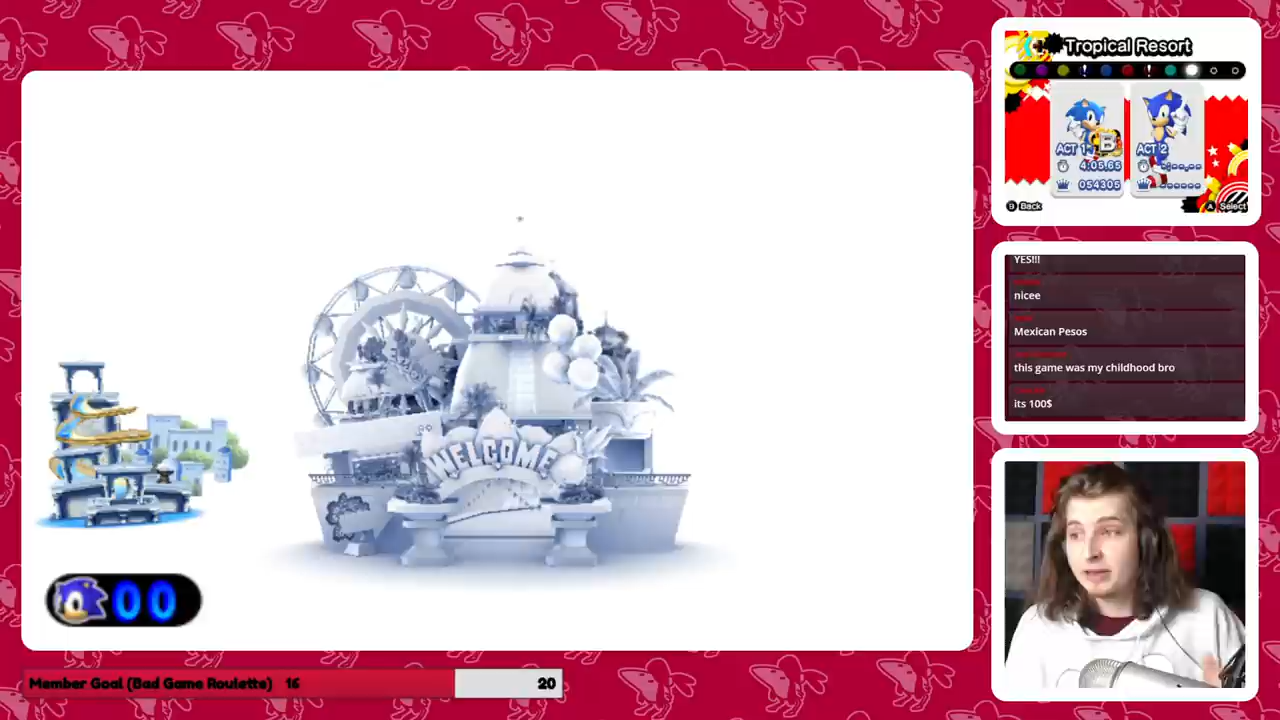 Tropical Resort
ACT 1
B
ACT 2
4:05.65
054305
B Back
A Select
YES!!!
nicee
Mexican Pesos
this game was my childhood bro
its 100$
WELCOME
00
Member Goal (Bad Game Roulette) 16
20